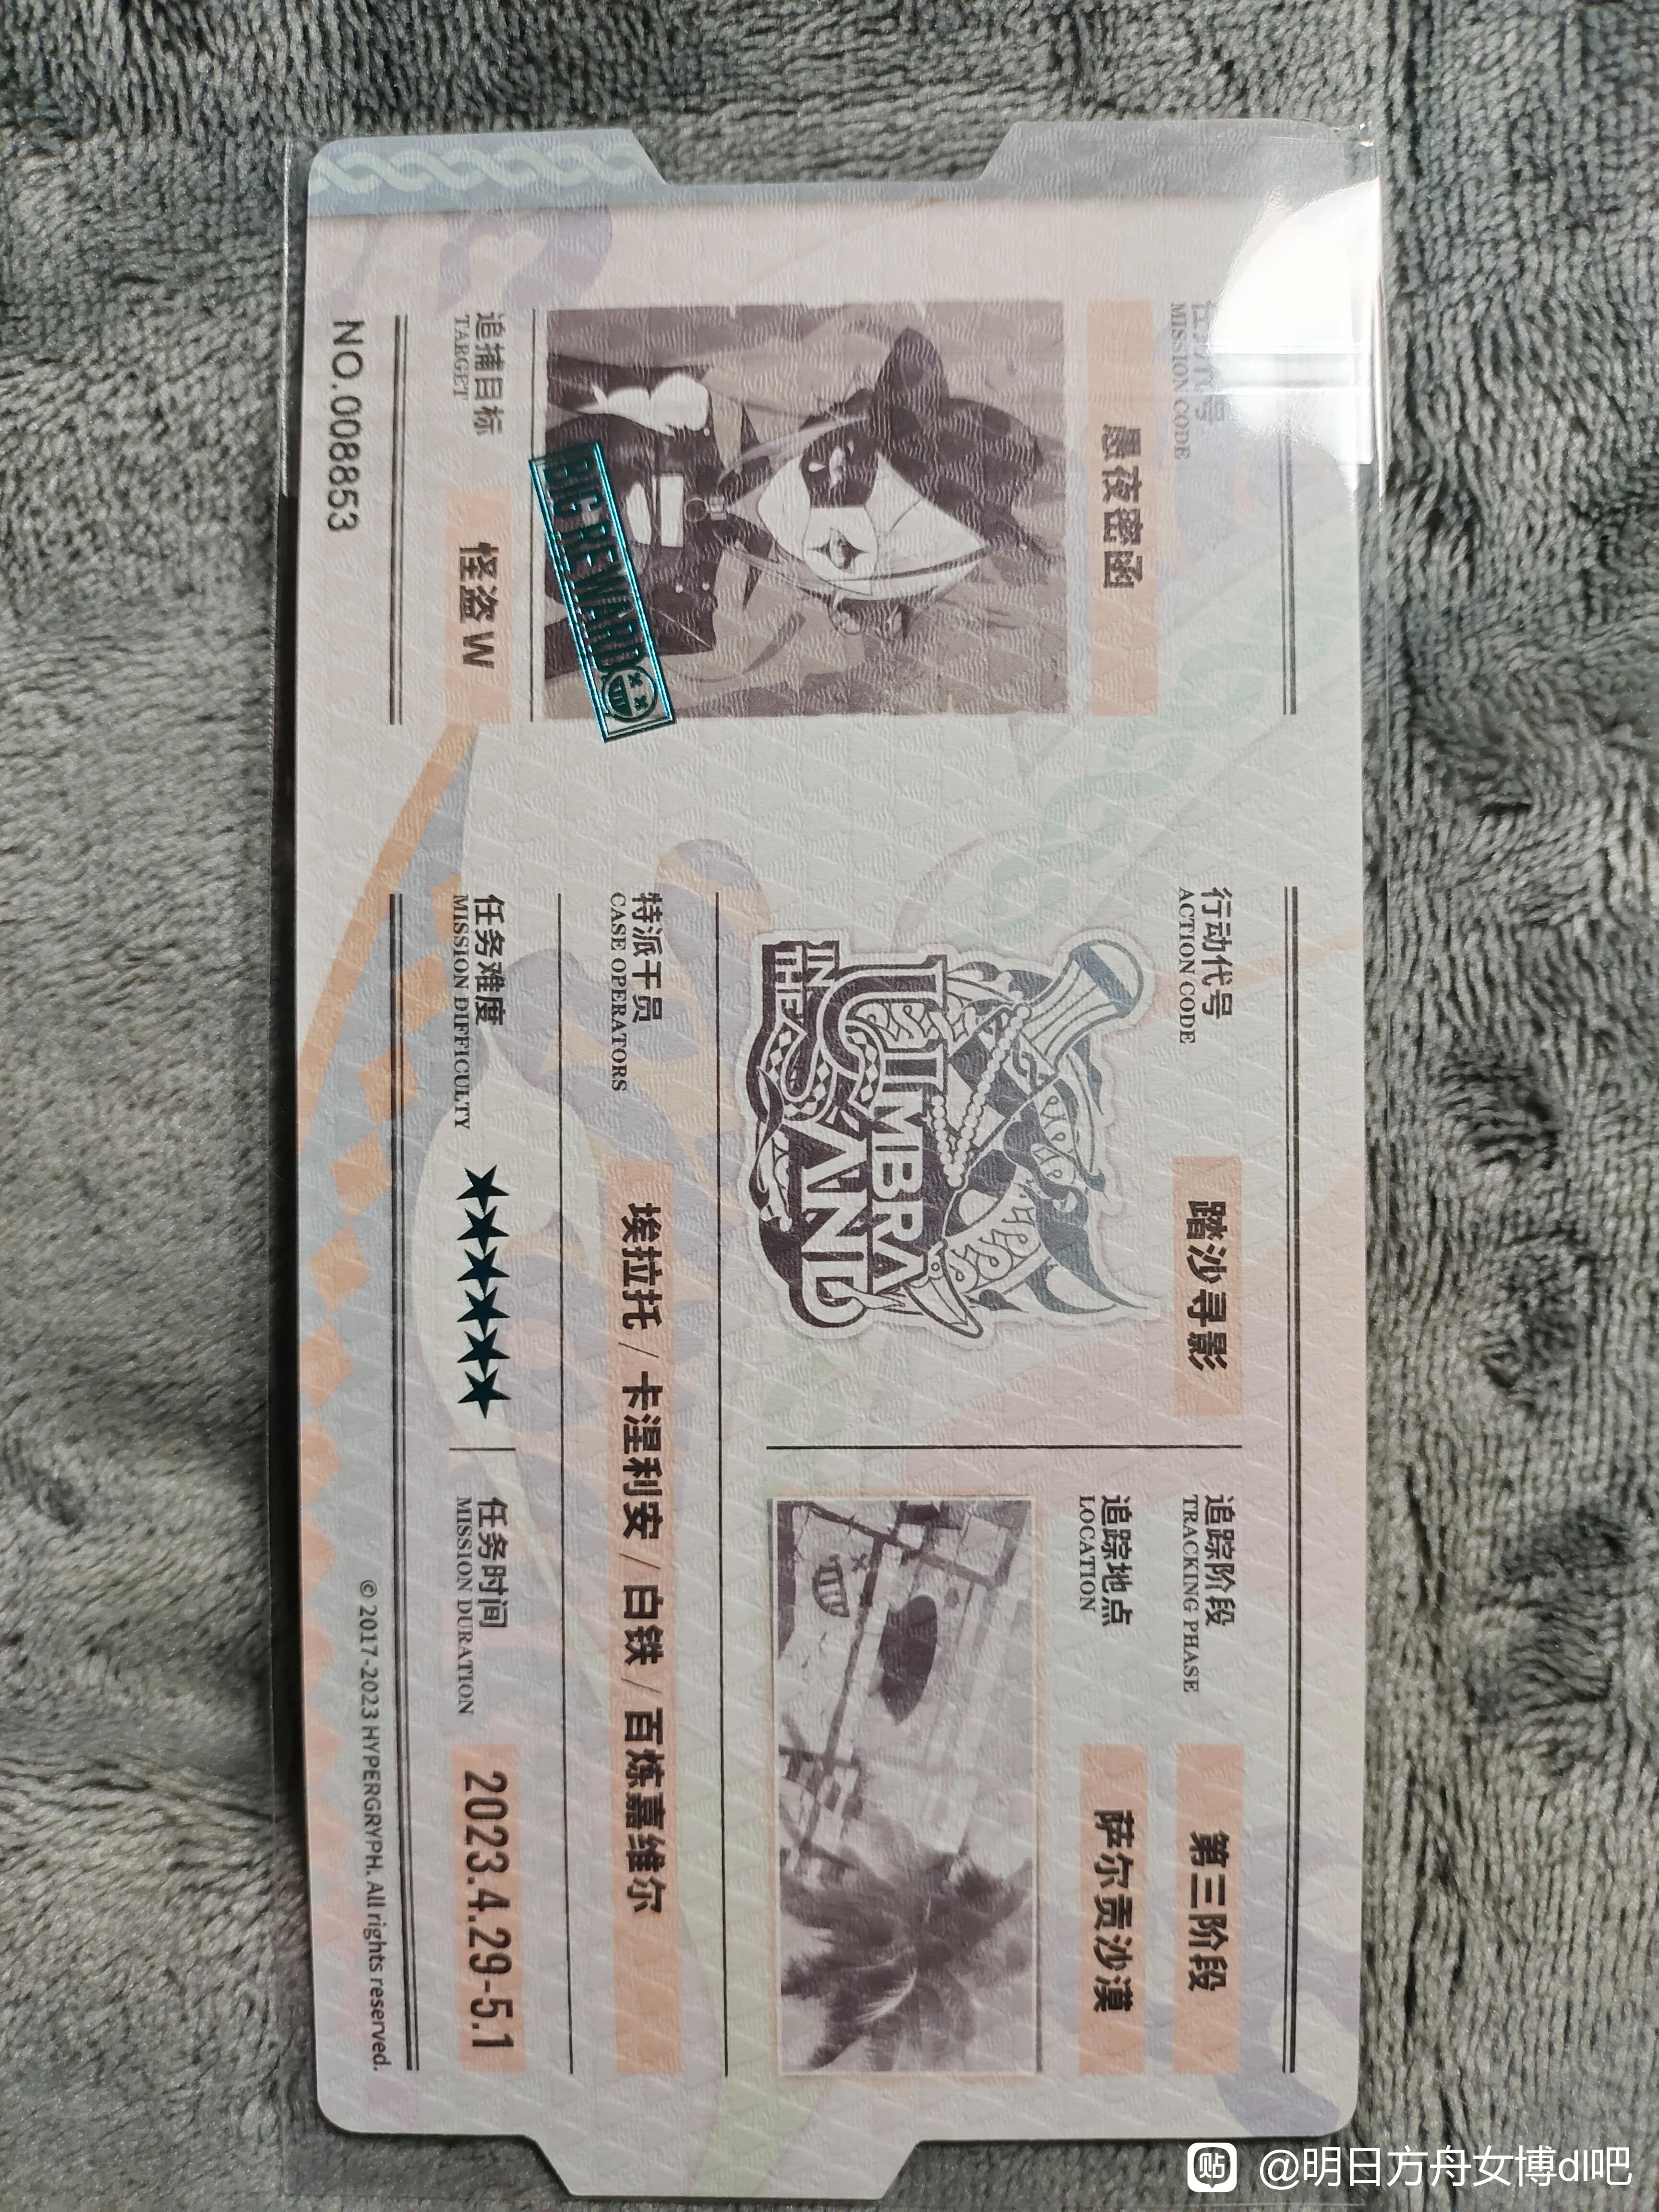 任务代号
MISSION CODE
愚夜密函
BIG REWARD
追捕目标
TARGET
怪盗 W
NO.008853
行动代号
ACTION CODE
踏沙寻影
UMBRA
IN
THE
SAND
追踪阶段
TRACKING PHASE
第三阶段
追踪地点
LOCATION
萨尔贡沙漠
特派干员
CASE OPERATORS
埃拉托 / 卡涅利安 / 白铁 / 百炼嘉维尔
任务难度
MISSION DIFFICULTY
★★★★★★
任务时间
MISSION DURATION
2023.4.29-5.1
© 2017-2023 HYPERGRYPH. All rights reserved.
贴 @明日方舟女博dl吧